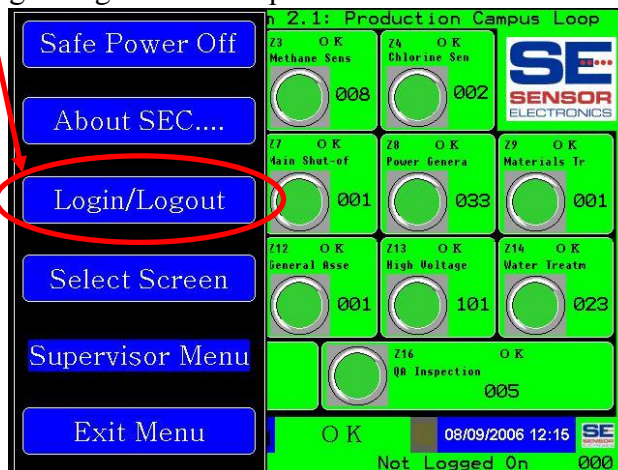 Safe Power Off
About SEC....
Login/Logout
Select Screen
Supervisor Menu
Exit Menu
n 2.1: Production Campus Loop
Z3 OK
Methane Sens
008
Z4 OK
Chlorine Sen
002
SE
SENSOR
ELECTRONICS
Z7 OK
Main Shut-of
001
Z8 OK
Power Genera
033
Z9 OK
Materials Tr
001
Z12 OK
General Asse
001
Z13 OK
High Voltage
101
Z14 OK
Water Treatm
023
Z16 OK
QA Inspection
005
OK
08/09/2006 12:15
SE
Not Logged On 000